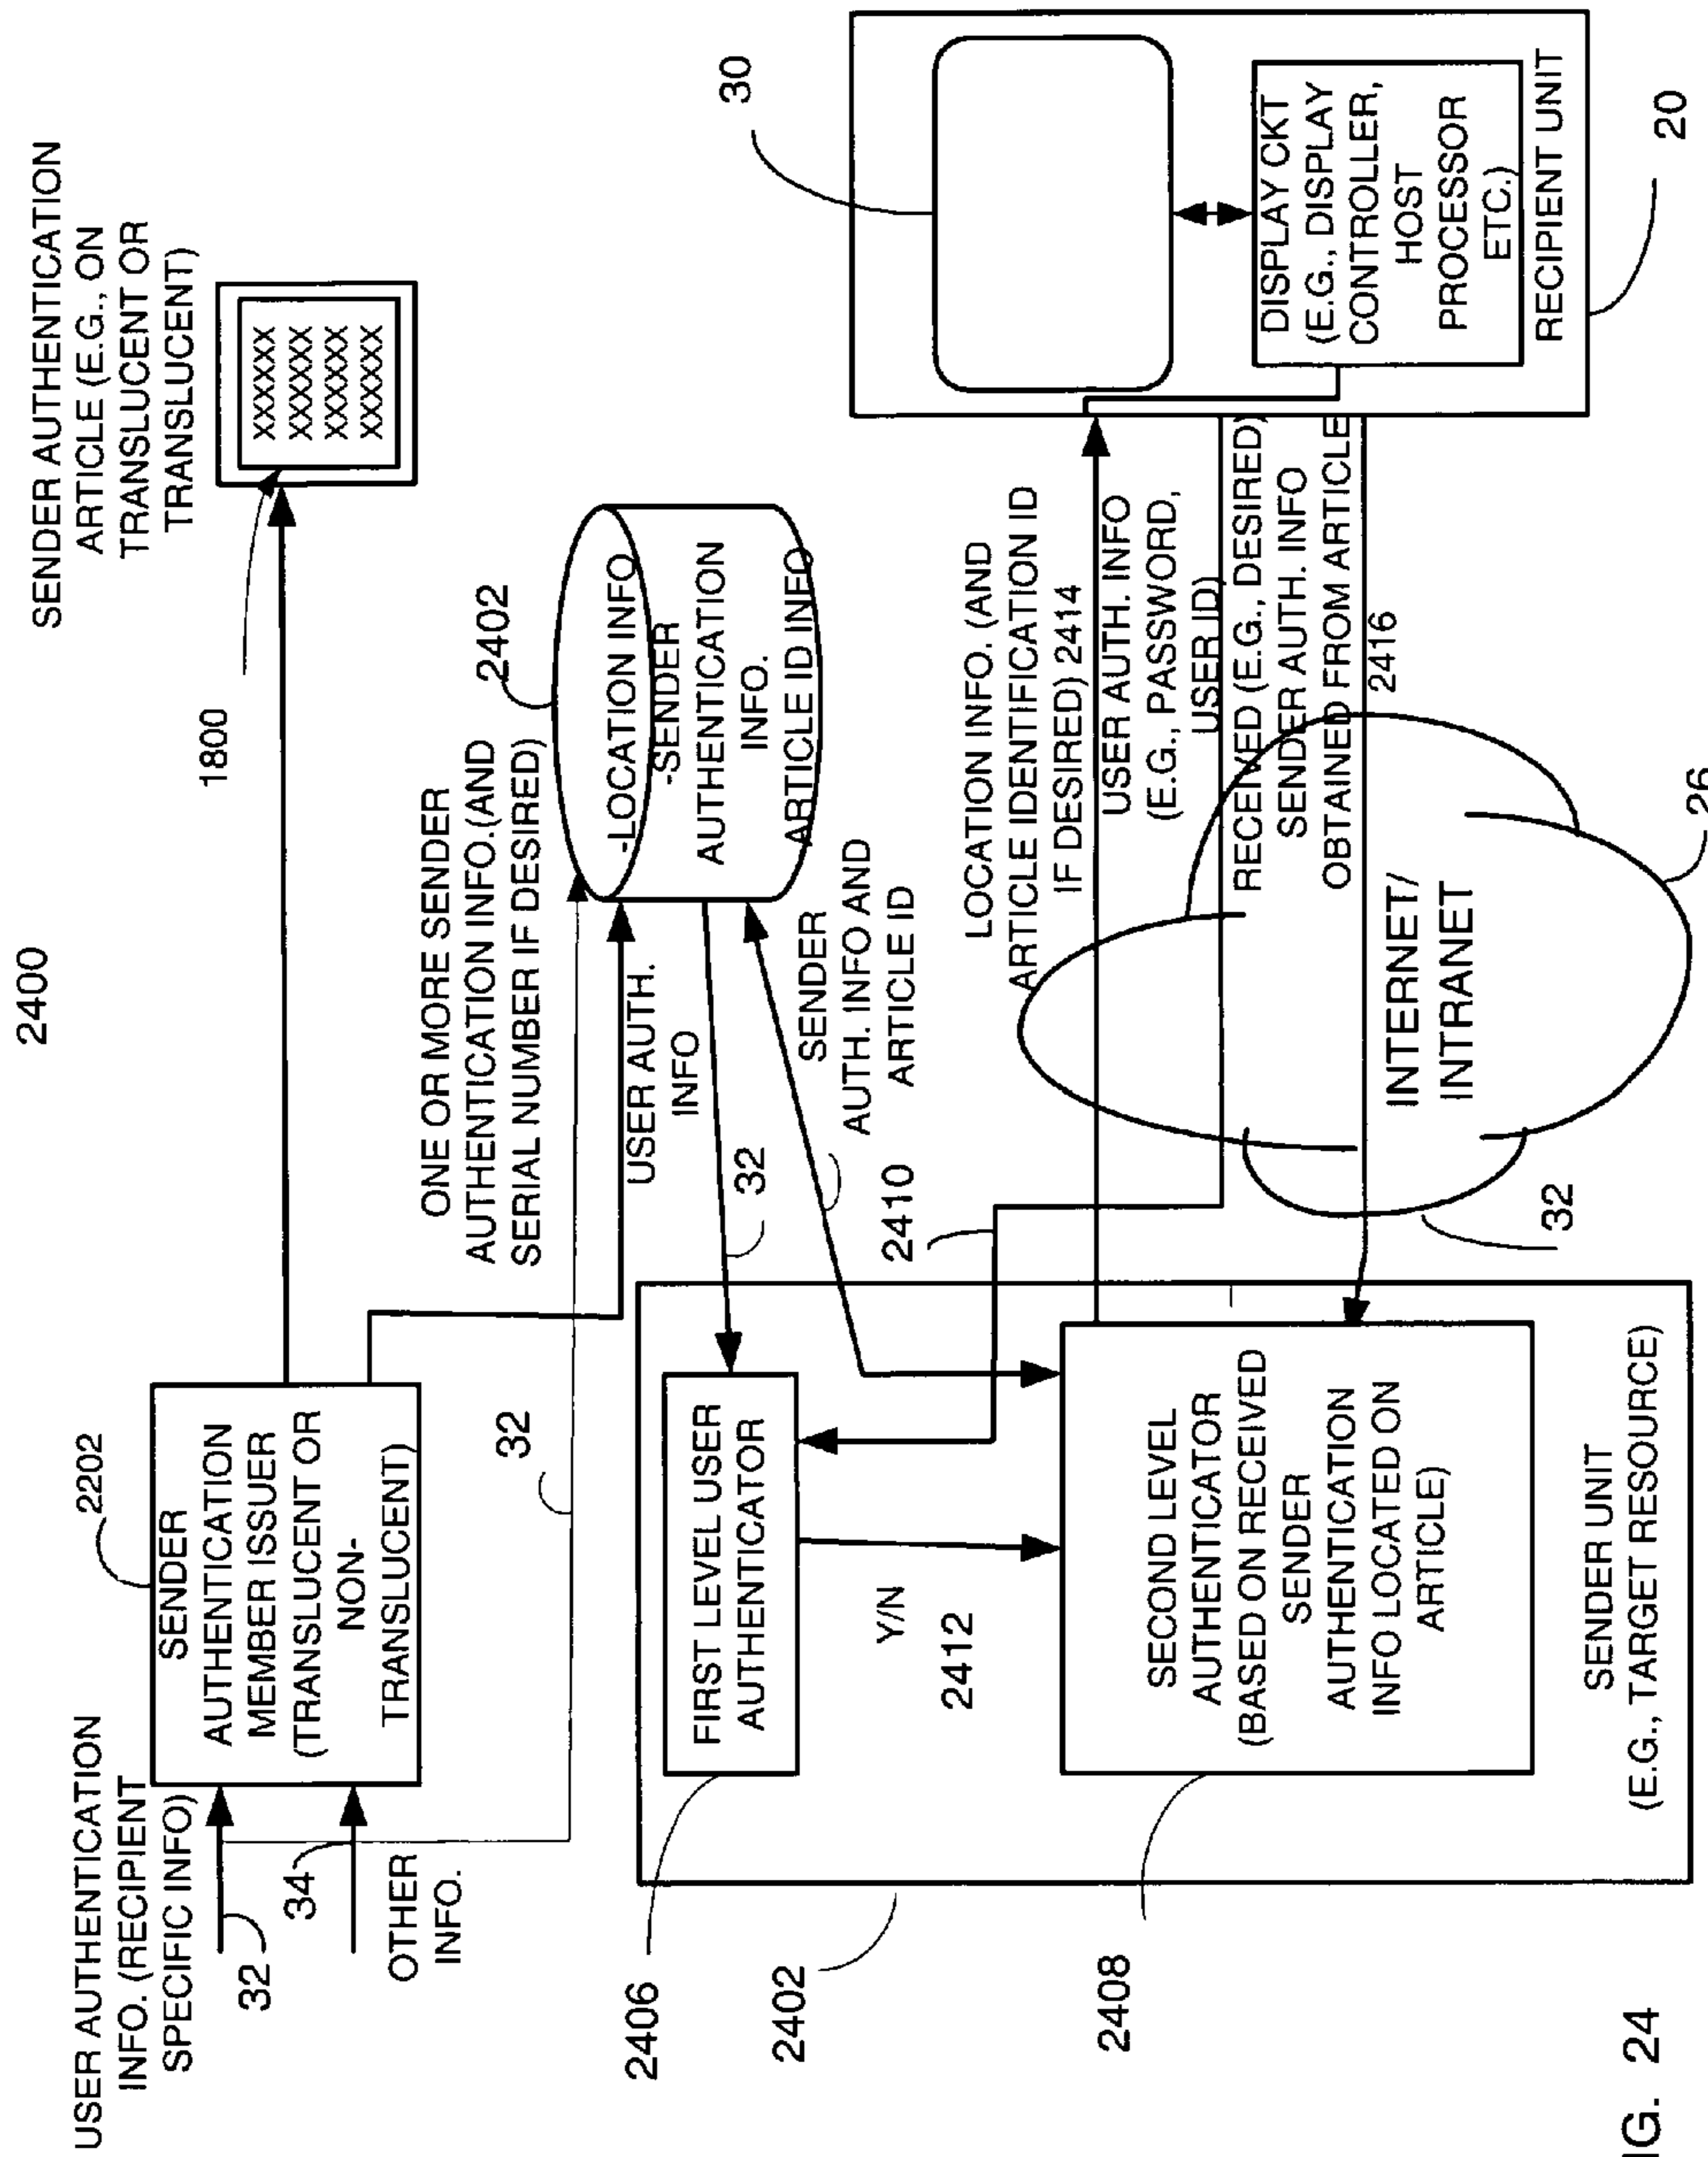 2400
USER AUTHENTICATION
INFO. (RECIPIENT
SPECIFIC INFO)
32
34
OTHER
INFO.
2202
SENDER
AUTHENTICATION
MEMBER ISSUER
(TRANSLUCENT OR
NON-
TRANSLUCENT)
32
1800
SENDER AUTHENTICATION
ARTICLE (E.G., ON
TRANSLUCENT OR
TRANSLUCENT)
XXXXXX
XXXXXX
XXXXXX
XXXXXX
ONE OR MORE SENDER
AUTHENTICATION INFO.(AND
SERIAL NUMBER IF DESIRED)
USER AUTH.
INFO
2402
-LOCATION INFO
-SENDER
AUTHENTICATION
INFO.
ARTICLE ID INFO
32
SENDER
AUTH. INFO AND
ARTICLE ID
2410
2406
FIRST LEVEL USER
AUTHENTICATOR
Y/N
2412
2402
2408
SECOND LEVEL
AUTHENTICATOR
(BASED ON RECEIVED
SENDER
AUTHENTICATION
INFO LOCATED ON
ARTICLE)
SENDER UNIT
(E.G., TARGET RESOURCE)
LOCATION INFO. (AND
ARTICLE IDENTIFICATION ID
IF DESIRED) 2414
USER AUTH. INFO
(E.G., PASSWORD,
USER ID)
RECEIVED (E.G., DESIRED)
SENDER AUTH. INFO
OBTAINED FROM ARTICLE
2416
INTERNET/
INTRANET
32
26
30
DISPLAY CKT
(E.G., DISPLAY
CONTROLLER,
HOST
PROCESSOR
ETC.)
RECIPIENT UNIT
20
IG. 24